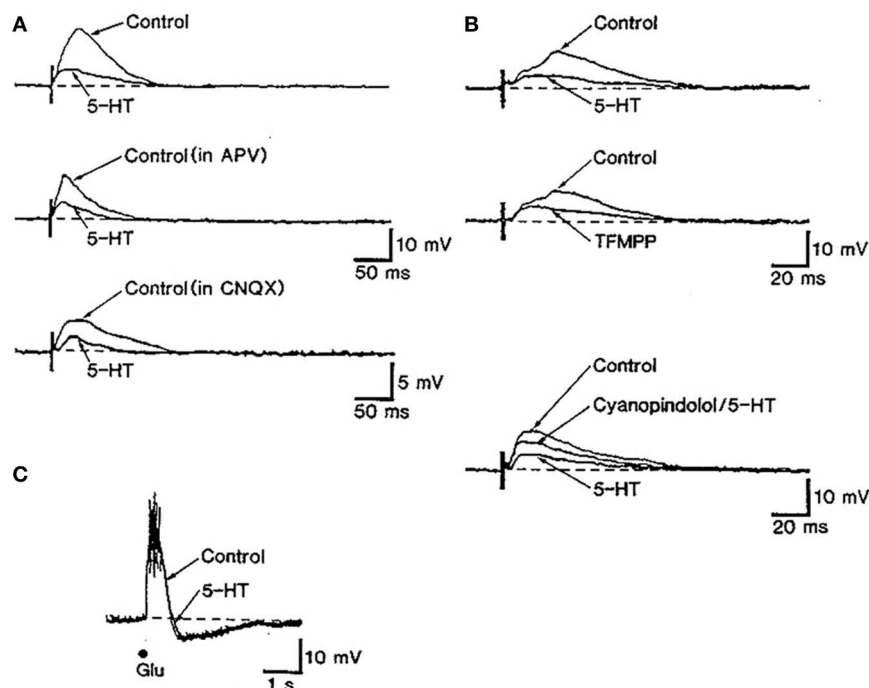 A
Control
5-HT
Control (in APV)
5-HT
10 mV
50 ms
Control (in CNQX)
5-HT
5 mV
50 ms
B
Control
5-HT
Control
TFMPP
10 mV
20 ms
Control
Cyanopindolol/5-HT
5-HT
10 mV
20 ms
C
Control
5-HT
Glu
10 mV
1 s